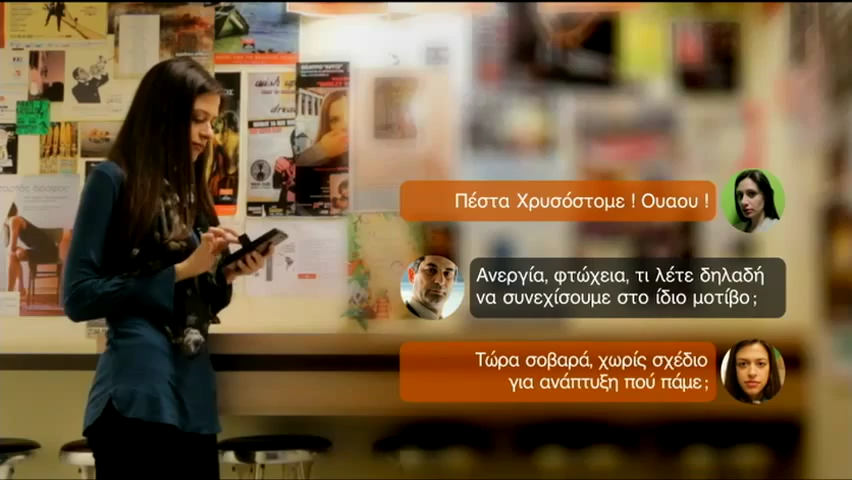 Πέστα Χρυσόστομε ! Ουαου !
Ανεργία, φτώχεια, τι λέτε δηλαδή
να συνεχίσουμε στο ίδιο μοτίβο;
Τώρα σοβαρά, χωρίς σχέδιο
για ανάπτυξη πού πάμε;